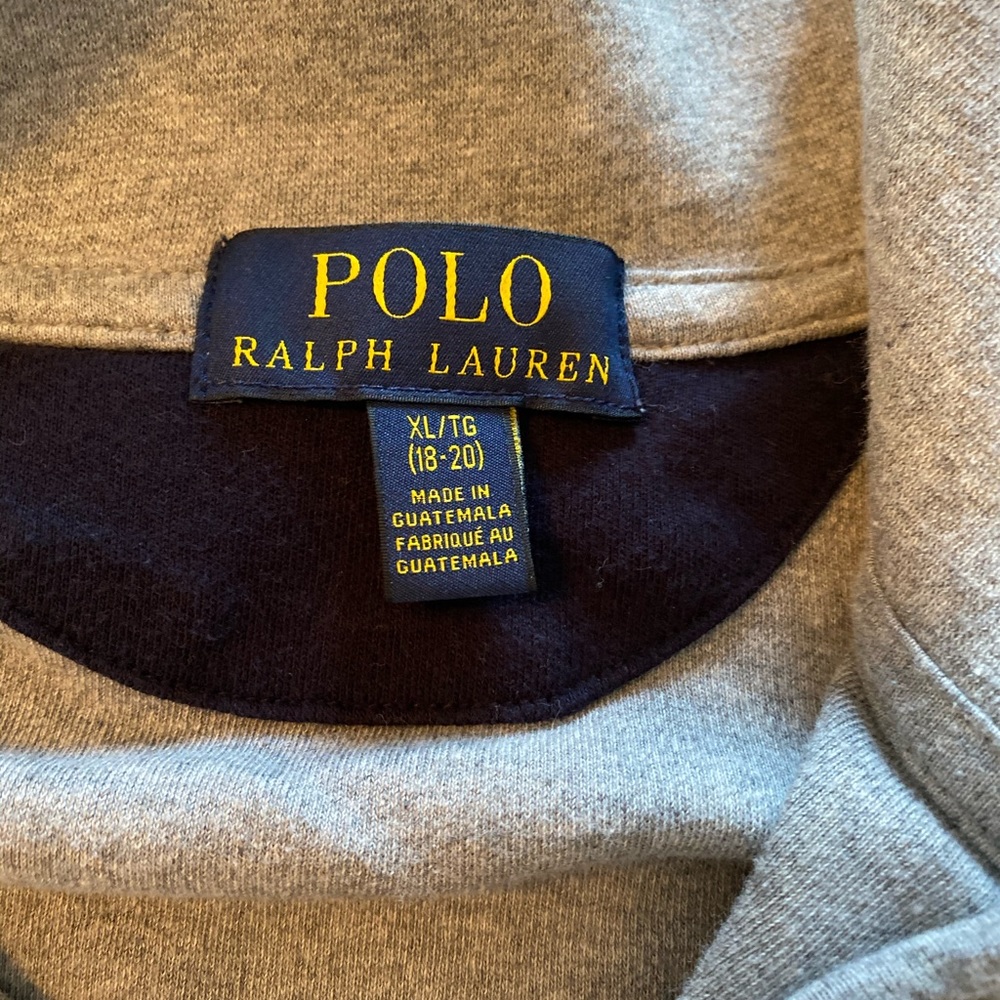 POLO
RALPH LAUREN
XL/TG
(18-20)
MADE IN
GUATEMALA
FABRIQUÉ AU
GUATEMALA